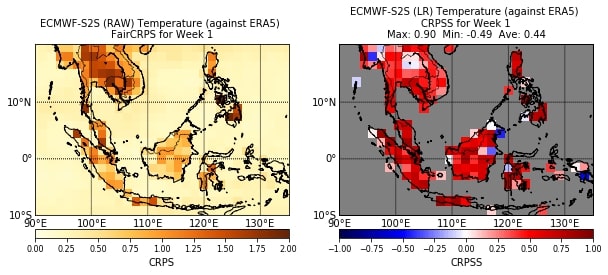 ECMWF-S2S (RAW) Temperature (against ERA5)
FairCRPS for Week 1
10°N
0°
10°S
90°E 100°E 110°E 120°E 130°E
0.00 0.25 0.50 0.75 1.00 1.25 1.50 1.75 2.00
CRPS
ECMWF-S2S (LR) Temperature (against ERA5)
CRPSS for Week 1
Max: 0.90 Min: -0.49 Ave: 0.44
10°N
0°
10°S
90°E 100°E 110°E 120°E 130°E
−1.00 −0.75 −0.50 −0.25 0.00 0.25 0.50 0.75 1.00
CRPSS